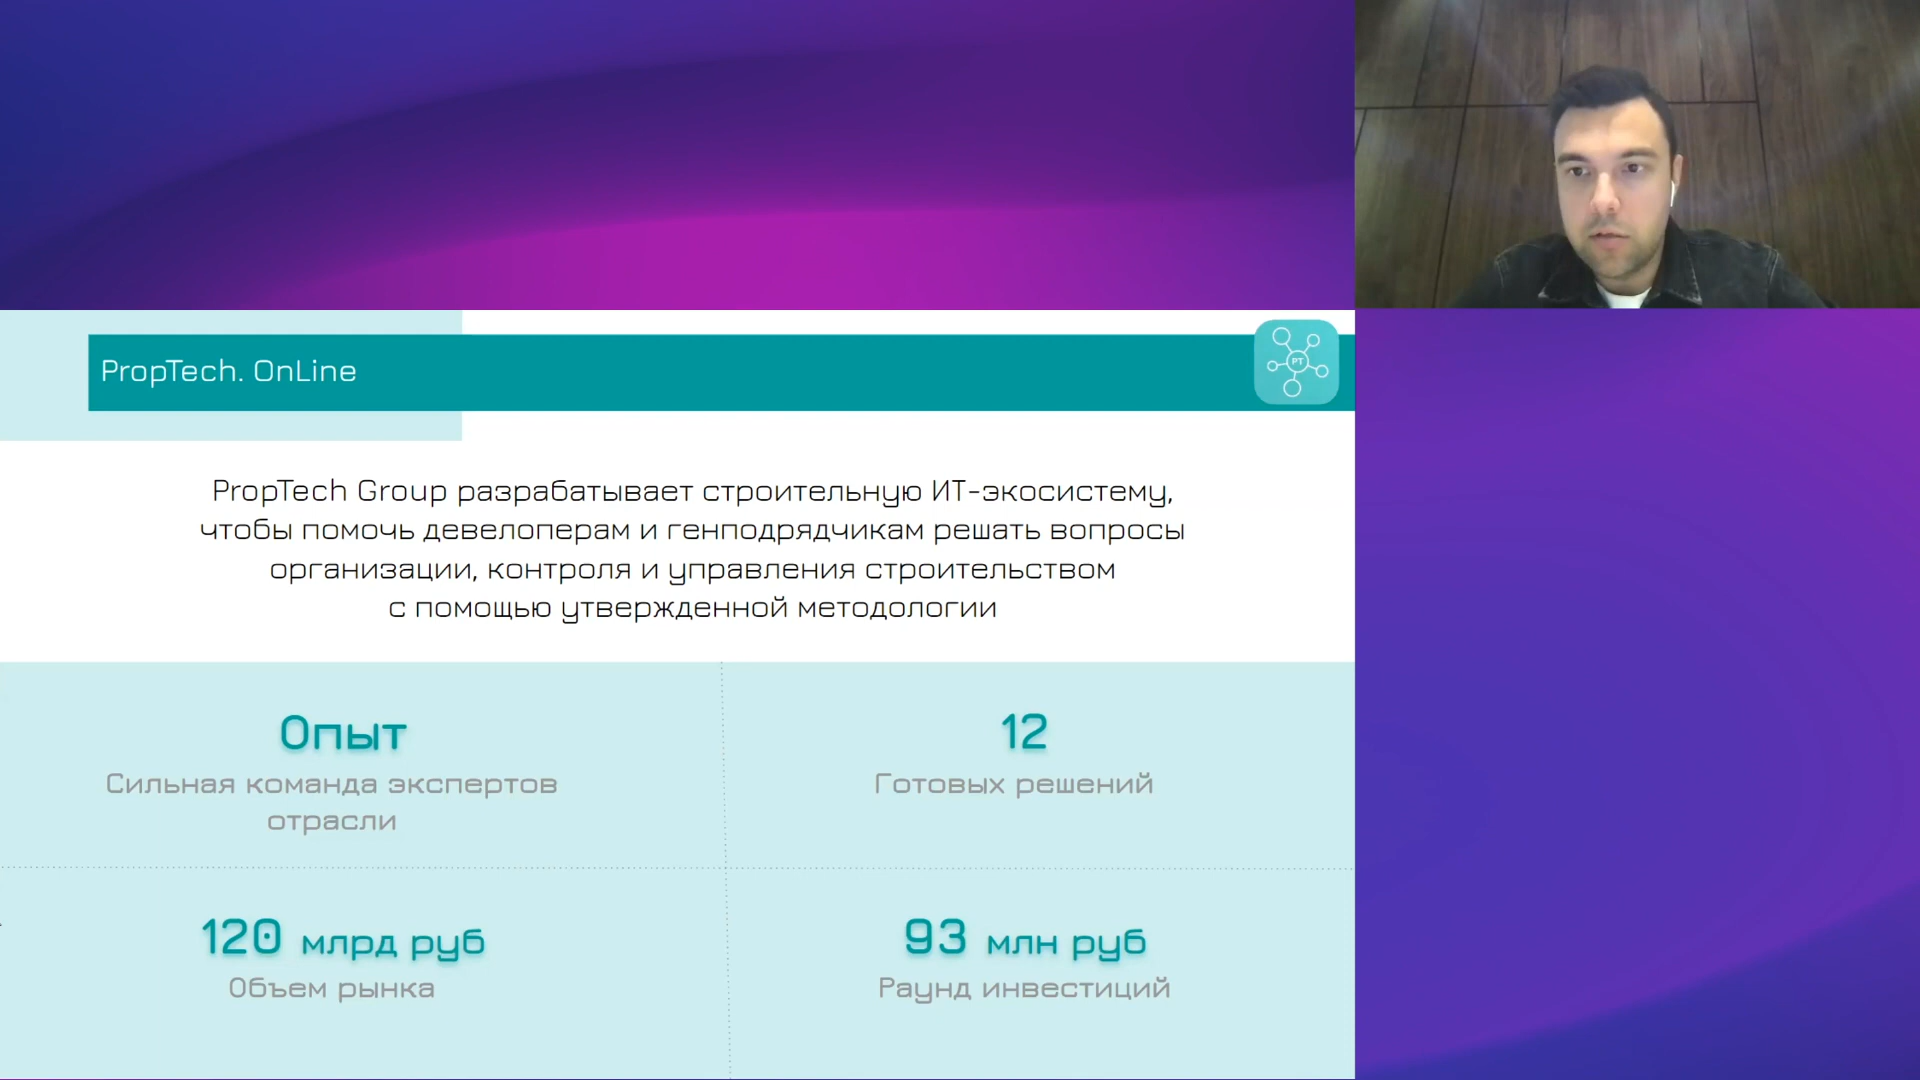 PropTech. OnLine
PT
PropTech Group разрабатывает строительную ИТ-экосистему,
чтобы помочь девелоперам и генподрядчикам решать вопросы
организации, контроля и управления строительством
с помощью утвержденной методологии
Опыт
Сильная команда экспертов
отрасли
12
Готовых решений
120 млрд руб
Объем рынка
93 млн руб
Раунд инвестиций